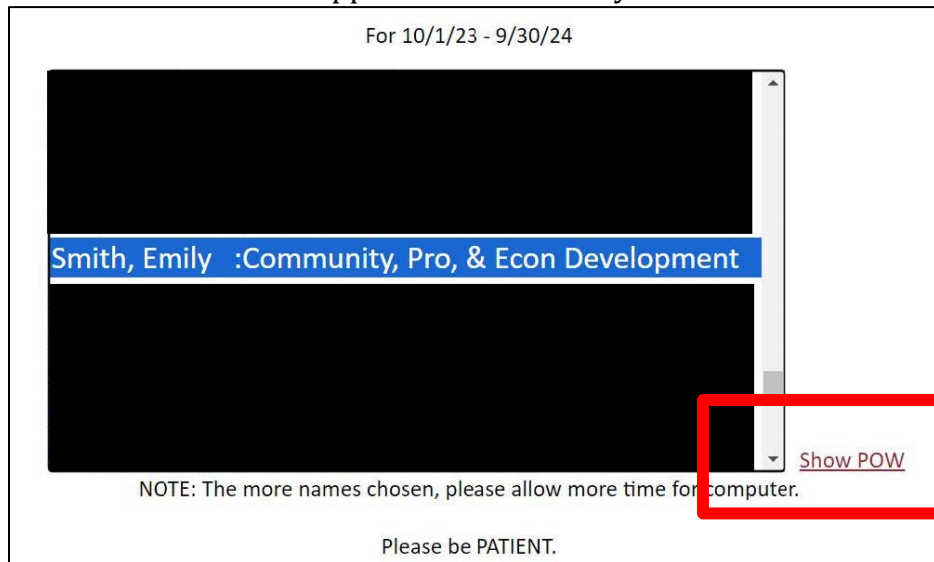 For 10/1/23 - 9/30/24
Smith, Emily :Community, Pro, & Econ Development
Show POW
NOTE: The more names chosen, please allow more time for computer.
Please be PATIENT.